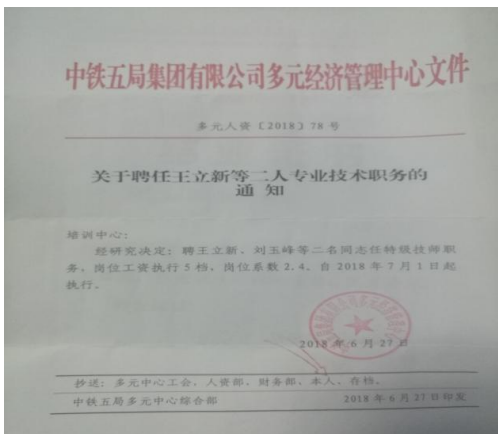 中铁五局集团有限公司多元经济管理中心文件
多元人资〔2018〕78号
关于聘任王立新等二人专业技术职务的
通知
培训中心:
经研究决定:聘王立新、刘玉峰等二名同志任特级技师职
务、岗位工资执行5档,岗位系数2.4,自2018年7月1日起
执行。
2018年6月27日
抄送:多元中心工会、人资部、财务部、本人、存档。
中铁五局多元中心综合部 2018年6月27日印发